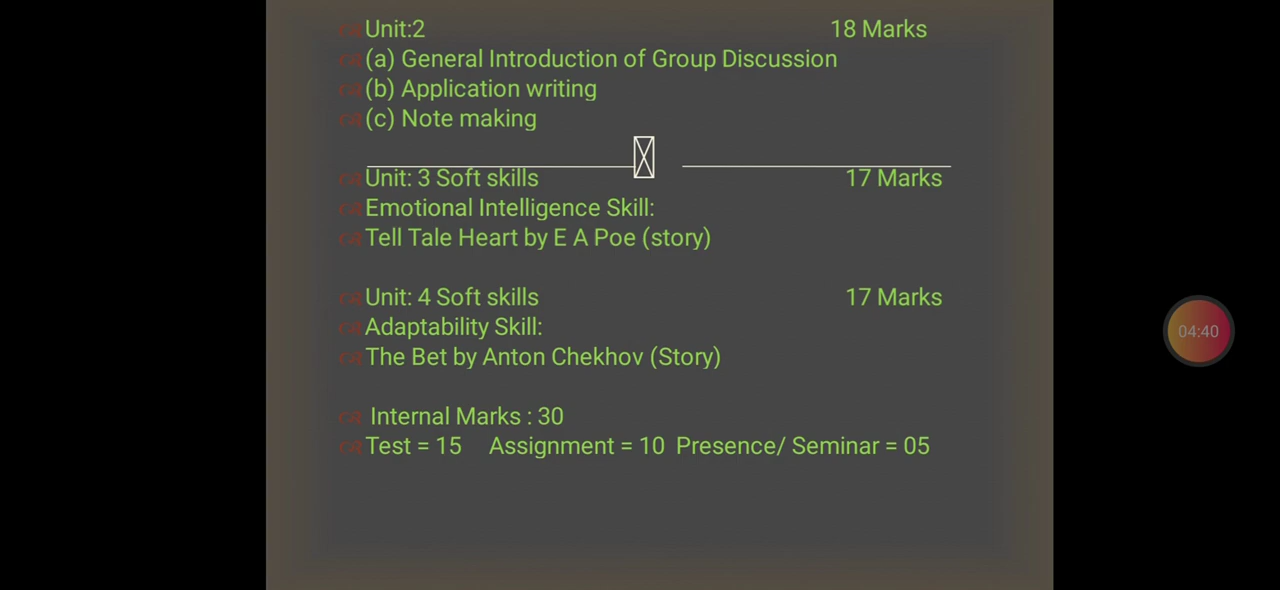 Unit:2 18 Marks
(a) General Introduction of Group Discussion
(b) Application writing
(c) Note making
Unit: 3 Soft skills 17 Marks
Emotional Intelligence Skill:
Tell Tale Heart by E A Poe (story)
Unit: 4 Soft skills 17 Marks
Adaptability Skill:
The Bet by Anton Chekhov (Story)
Internal Marks : 30
Test = 15 Assignment = 10 Presence/ Seminar = 05
04:40